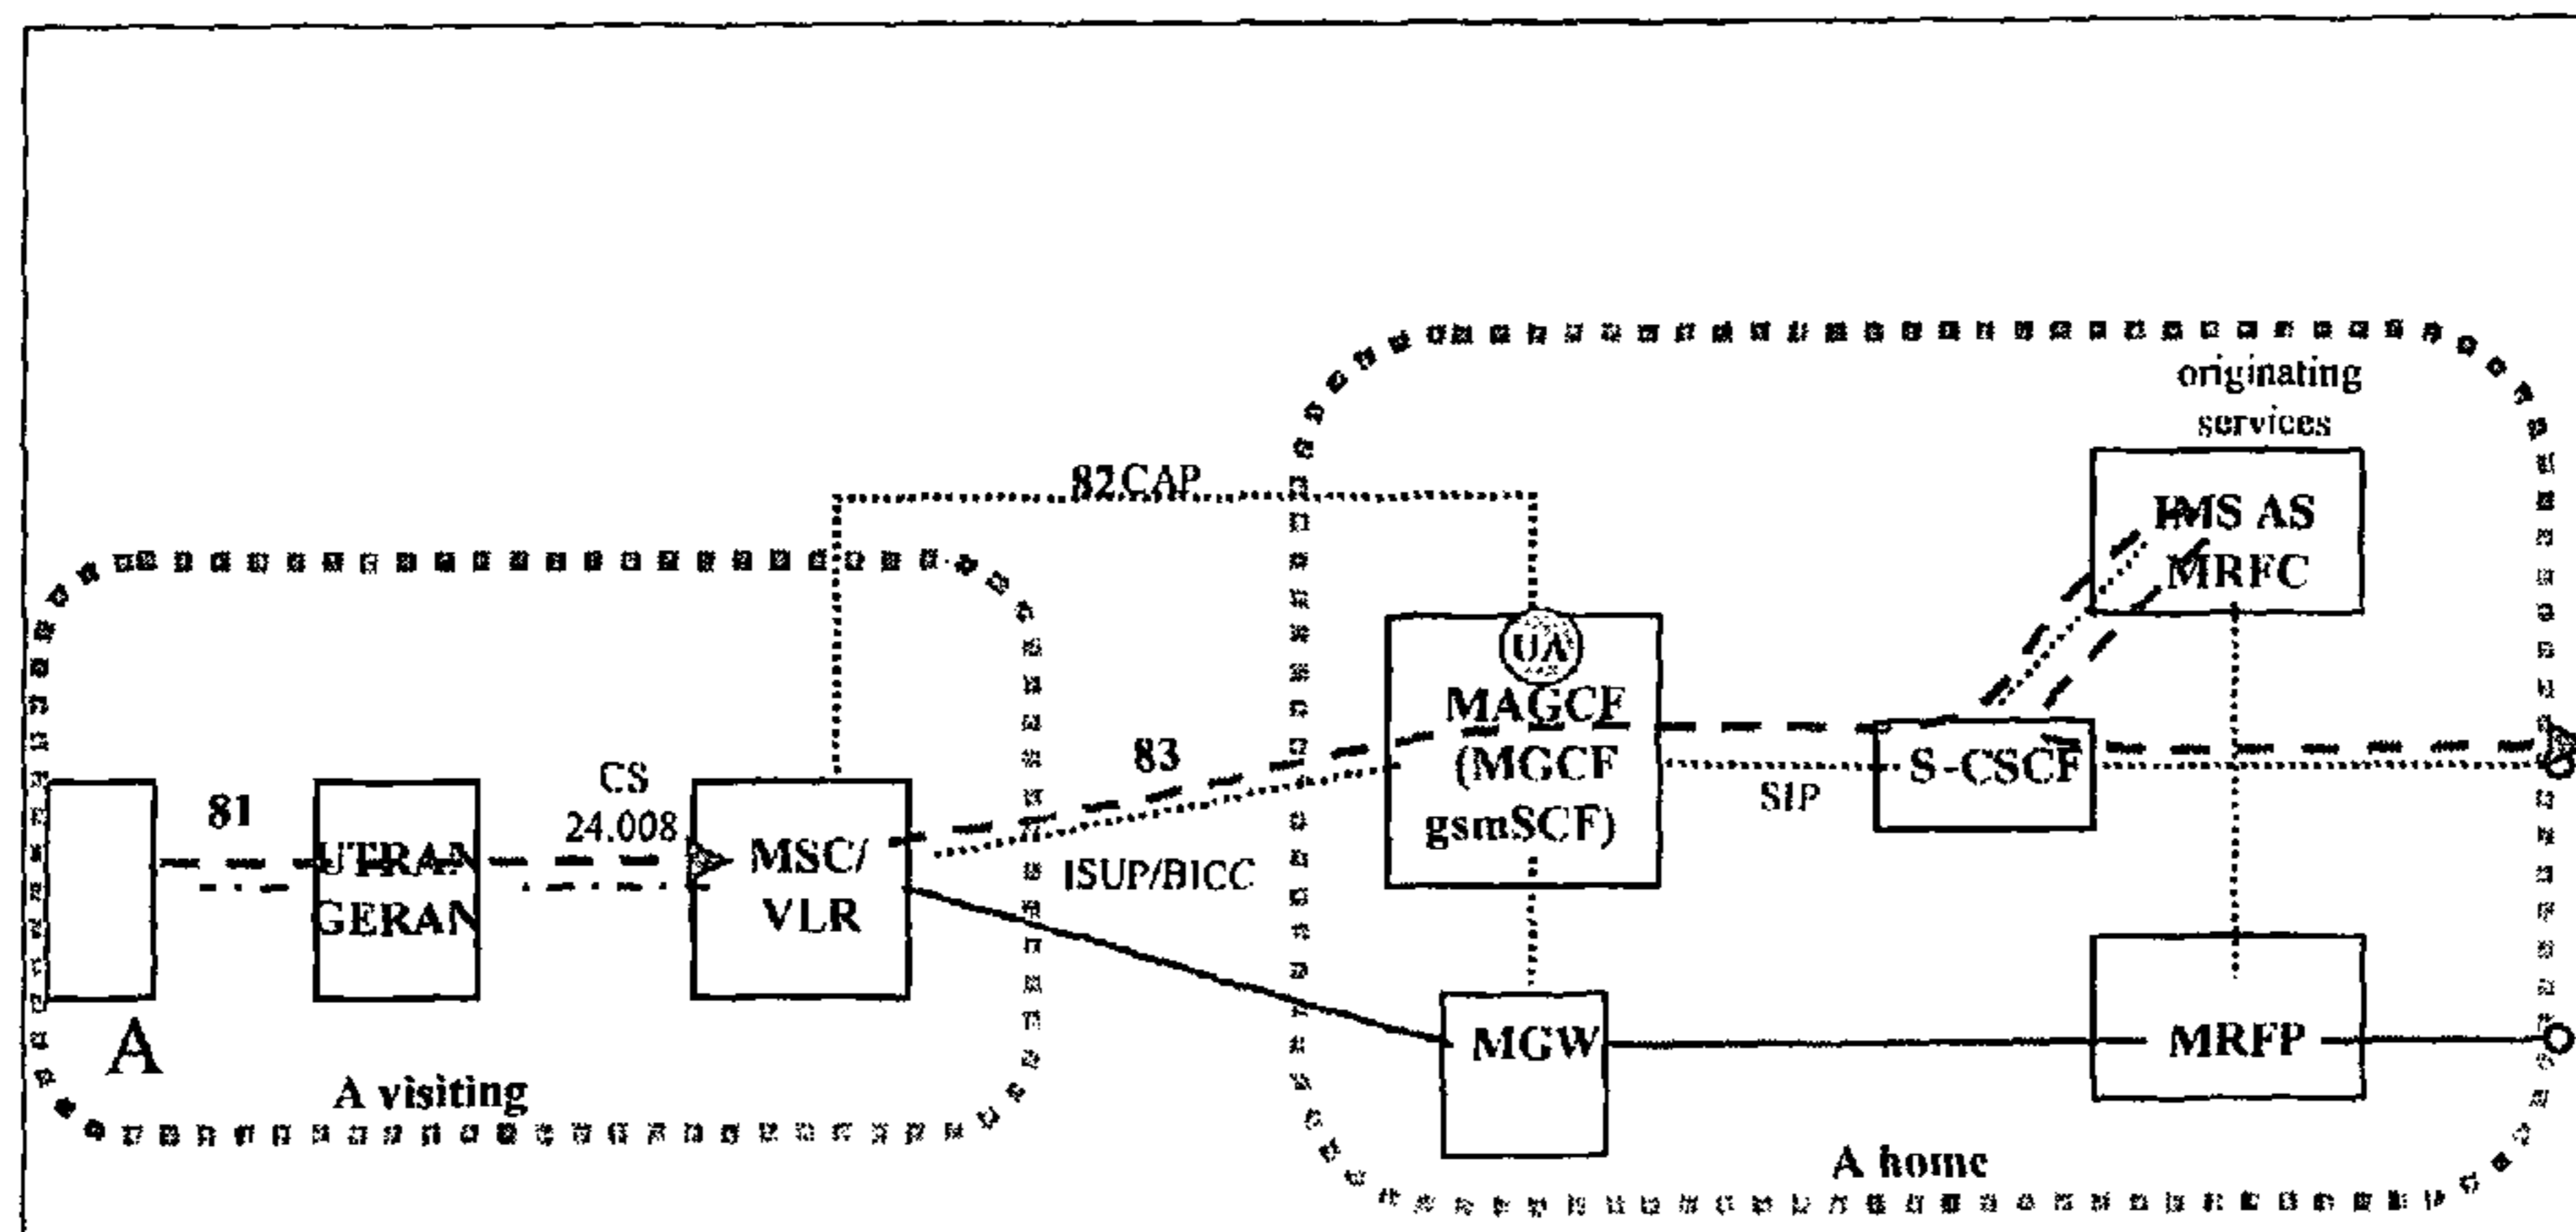 originating
services
82 CAP
IMS AS
MRFC
UA
MAGCF
(MGCF
gsmSCF)
83
ISUP/BICC
S-CSCF
SIP
CS
24.008
81
UTRAN
GERAN
MSC/
VLR
MGW
MRFP
A
A visiting
A home